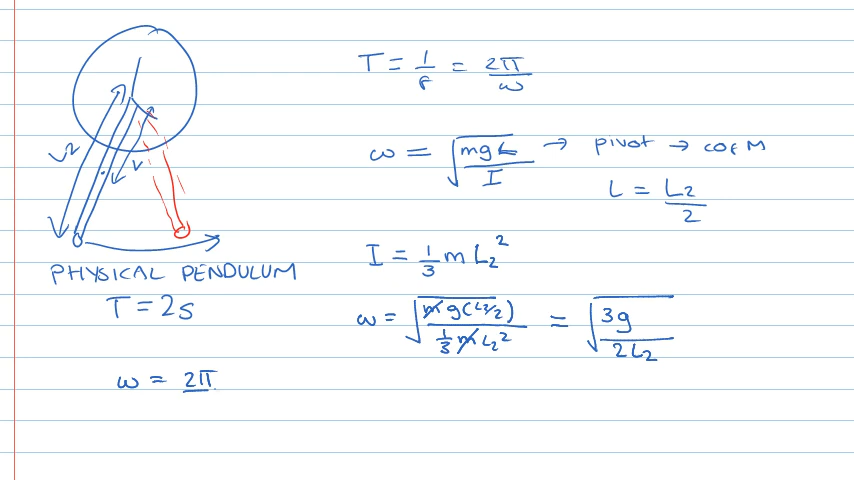 T = 1/f = 2π/ω
ω = √(mgL/I) → pivot → C of M
L = L₂/2
L₂
L
I = 1/3 m L₂²
PHYSICAL PENDULUM
T = 2s
ω = √(mg(L₂/2) / (1/3 m L₂²)) = √(3g/2L₂)
ω = 2π